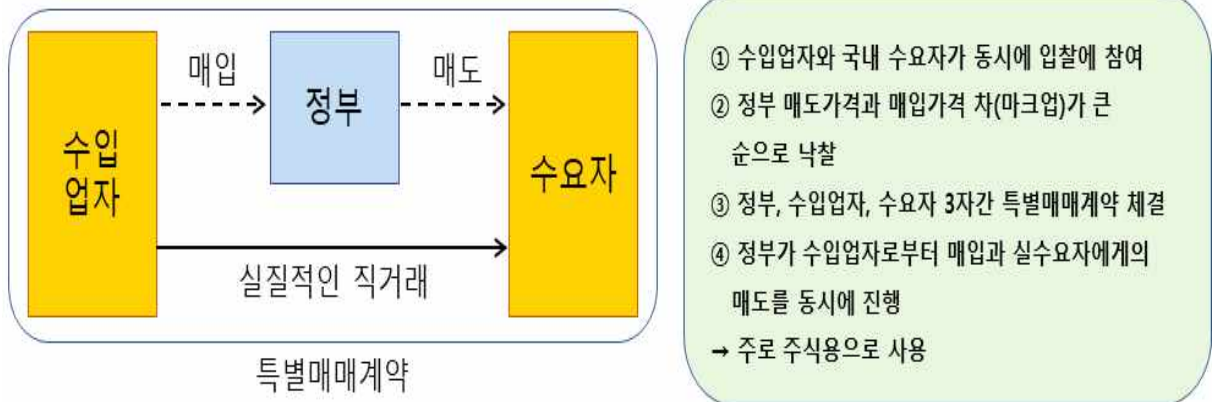 수입
업자
매입
정부
매도
수요자
실질적인 직거래
특별매매계약
① 수입업자와 국내 수요자가 동시에 입찰에 참여
② 정부 매도가격과 매입가격 차(마크업)가 큰
순으로 낙찰
③ 정부, 수입업자, 수요자 3자간 특별매매계약 체결
④ 정부가 수입업자로부터 매입과 실수요자에게의
매도를 동시에 진행
→ 주로 주식용으로 사용